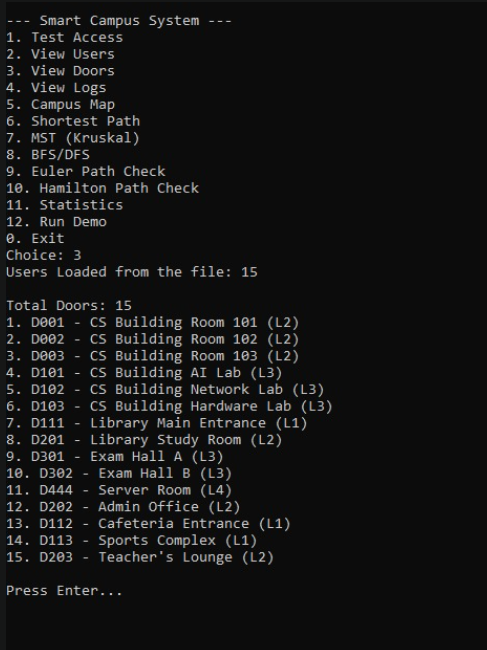 --- Smart Campus System ---
1. Test Access
2. View Users
3. View Doors
4. View Logs
5. Campus Map
6. Shortest Path
7. MST (Kruskal)
8. BFS/DFS
9. Euler Path Check
10. Hamilton Path Check
11. Statistics
12. Run Demo
0. Exit
Choice: 3
Users Loaded from the file: 15
Total Doors: 15
1. D001 - CS Building Room 101 (L2)
2. D002 - CS Building Room 102 (L2)
3. D003 - CS Building Room 103 (L2)
4. D101 - CS Building AI Lab (L3)
5. D102 - CS Building Network Lab (L3)
6. D103 - CS Building Hardware Lab (L3)
7. D111 - Library Main Entrance (L1)
8. D201 - Library Study Room (L2)
9. D301 - Exam Hall A (L3)
10. D302 - Exam Hall B (L3)
11. D444 - Server Room (L4)
12. D202 - Admin Office (L2)
13. D112 - Cafeteria Entrance (L1)
14. D113 - Sports Complex (L1)
15. D203 - Teacher's Lounge (L2)
Press Enter...